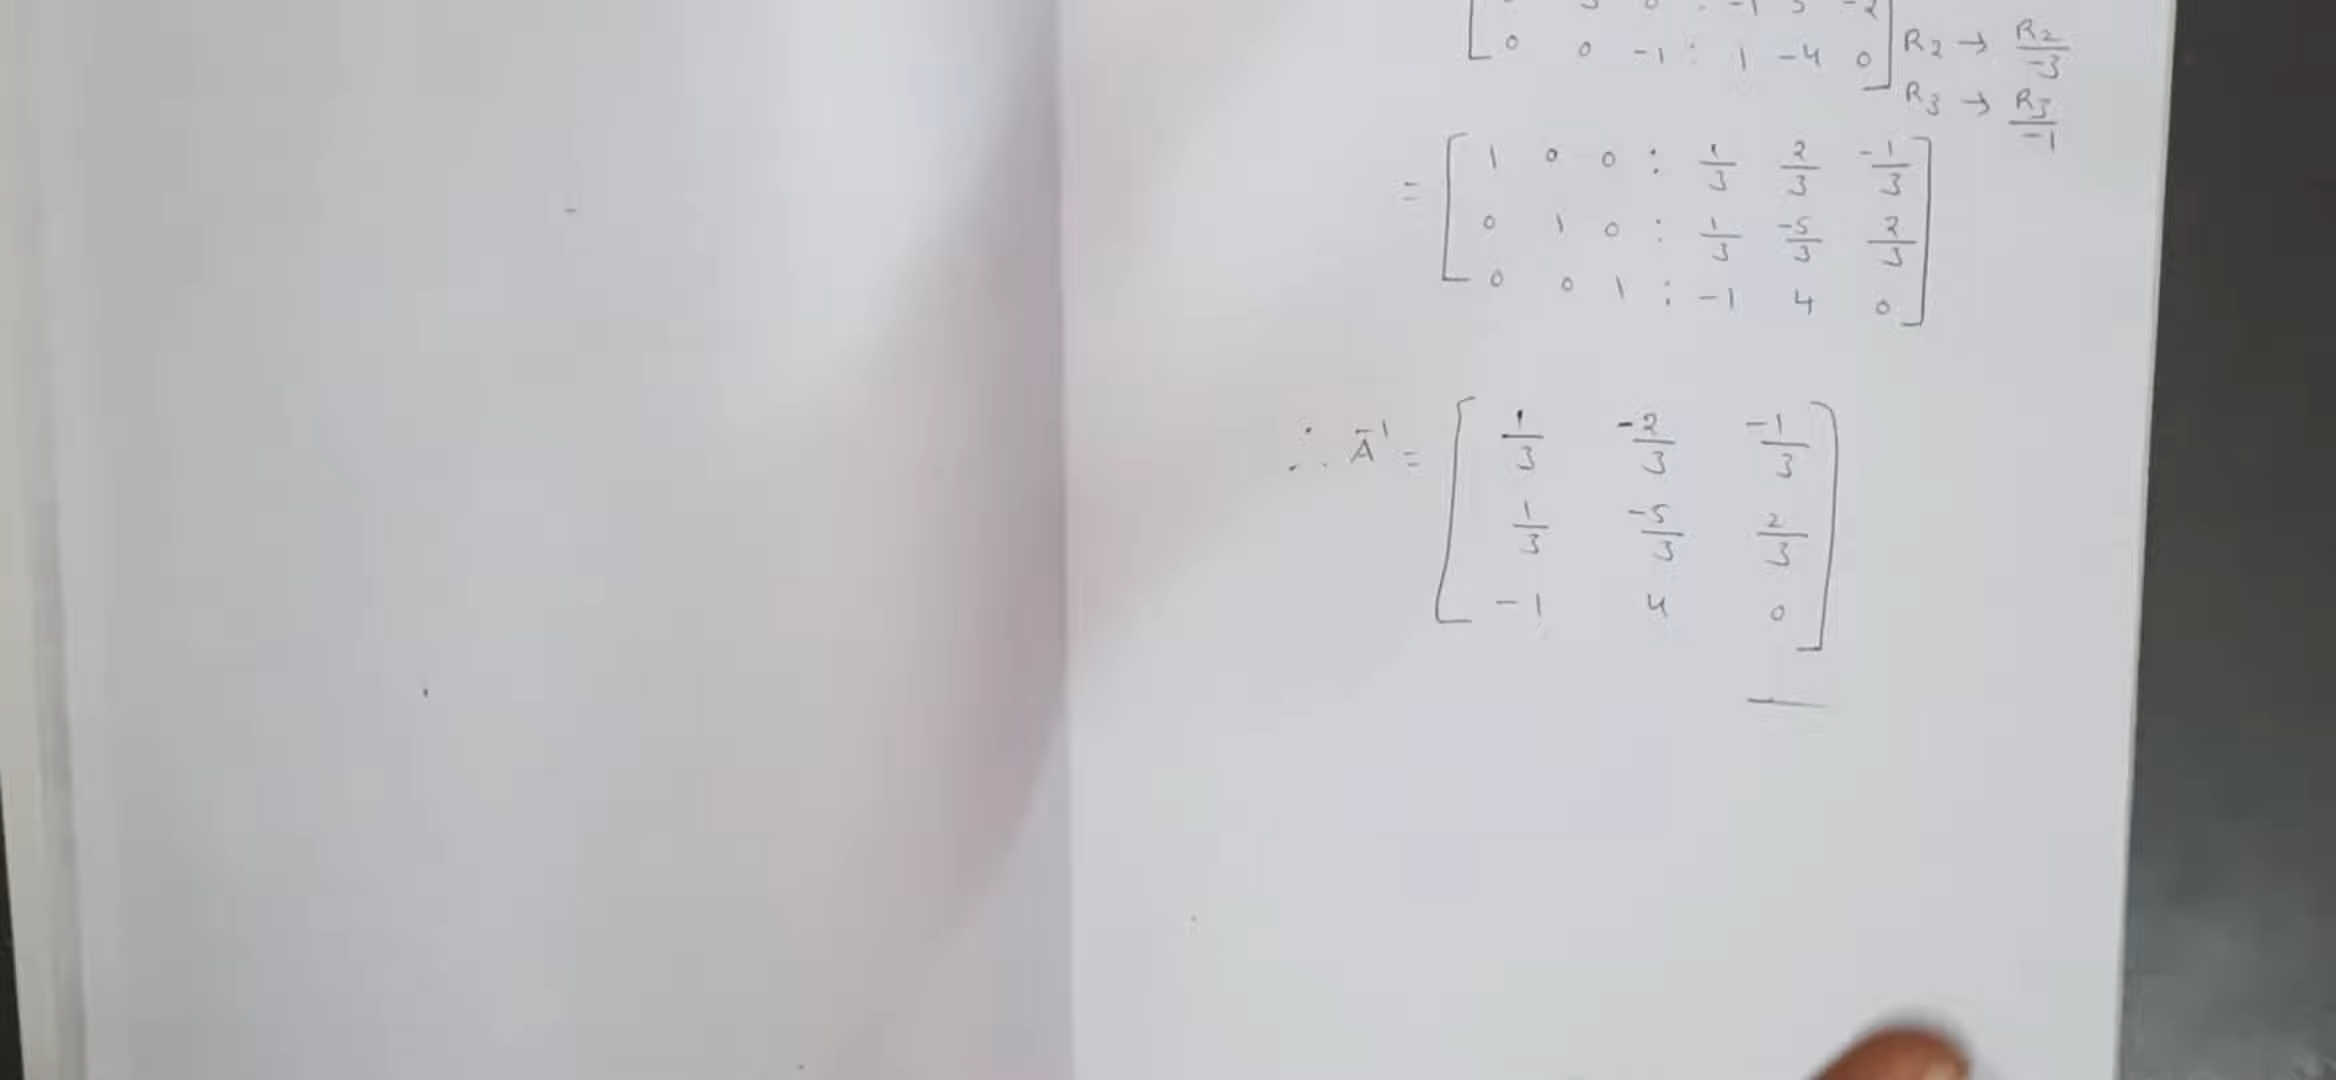 0 0 -1 : 1 -4 0 ] R2 → R2/-3
R3 → R3/-1
= [ 1 0 0 : 1/3 2/3 -1/3
0 1 0 : 1/3 -5/3 2/3
0 0 1 : -1 4 0 ]
∴ A⁻¹ = [ 1/3 -2/3 -1/3
1/3 -5/3 2/3
-1 4 0 ]